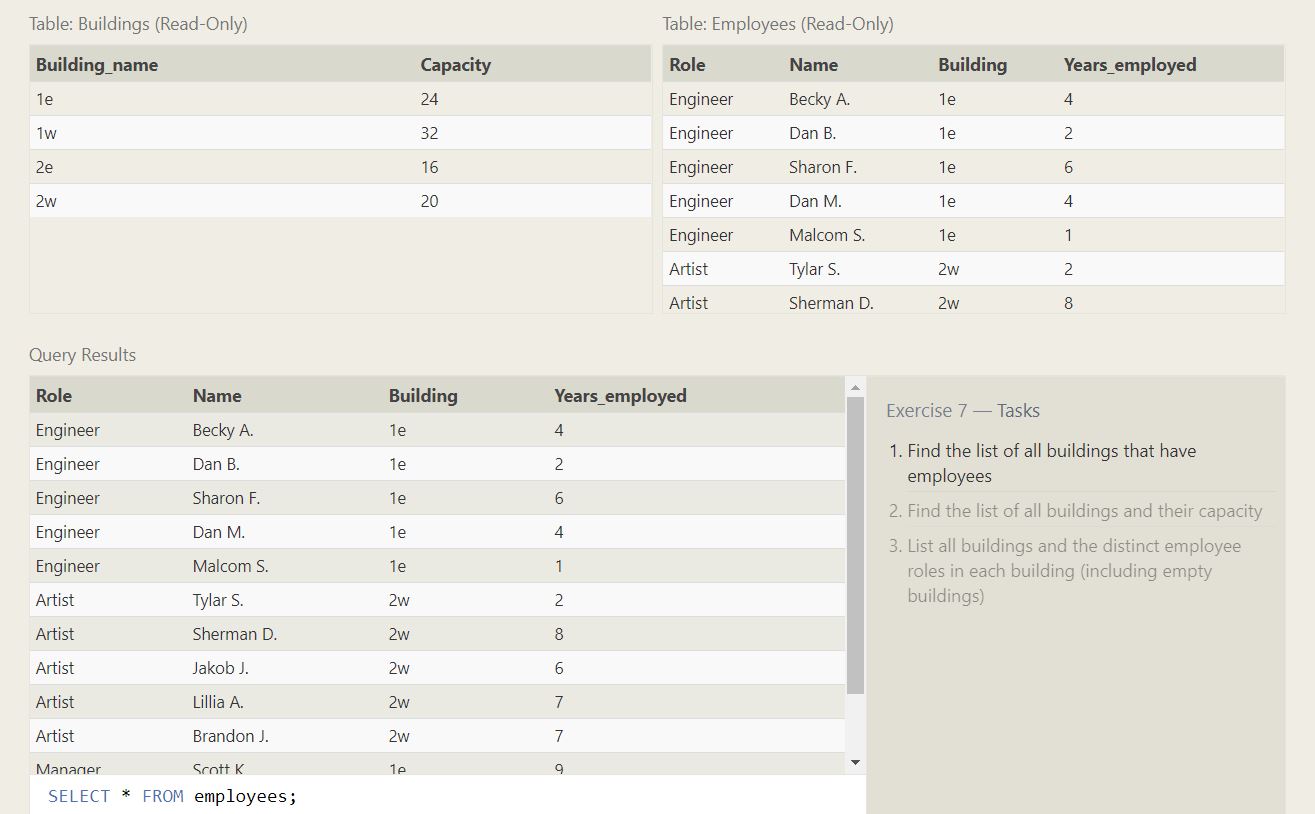 Table: Buildings (Read-Only)
Building_name Capacity
1e 24
1w 32
2e 16
2w 20
Table: Employees (Read-Only)
Role Name Building Years_employed
Engineer Becky A. 1e 4
Engineer Dan B. 1e 2
Engineer Sharon F. 1e 6
Engineer Dan M. 1e 4
Engineer Malcom S. 1e 1
Artist Tylar S. 2w 2
Artist Sherman D. 2w 8
Query Results
Role Name Building Years_employed
Engineer Becky A. 1e 4
Engineer Dan B. 1e 2
Engineer Sharon F. 1e 6
Engineer Dan M. 1e 4
Engineer Malcom S. 1e 1
Artist Tylar S. 2w 2
Artist Sherman D. 2w 8
Artist Jakob J. 2w 6
Artist Lillia A. 2w 7
Artist Brandon J. 2w 7
Manager Scott K. 1e 9
SELECT * FROM employees;
Exercise 7 — Tasks
1. Find the list of all buildings that have
employees
2. Find the list of all buildings and their capacity
3. List all buildings and the distinct employee
roles in each building (including empty
buildings)